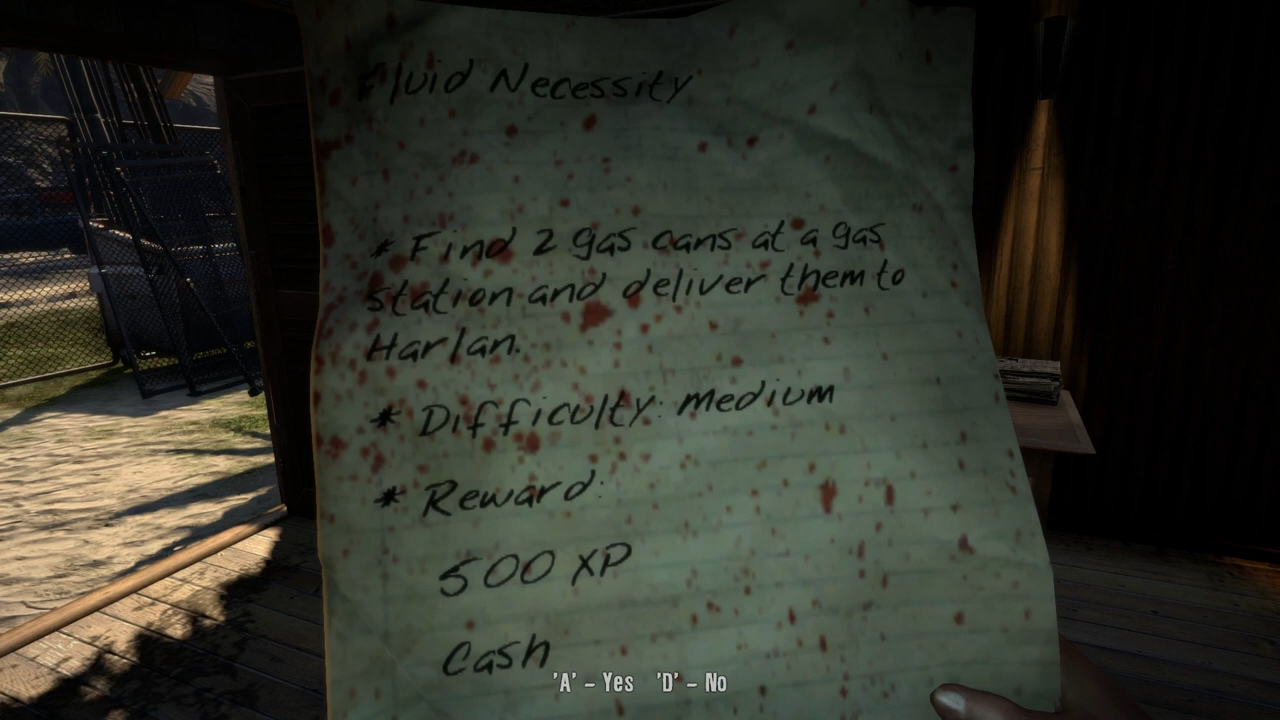 Fluid Necessity
* Find 2 gas cans at a gas
station and deliver them to
Harlan.
* Difficulty: medium
* Reward:
500 XP
Cash
'A' - Yes 'D' - No